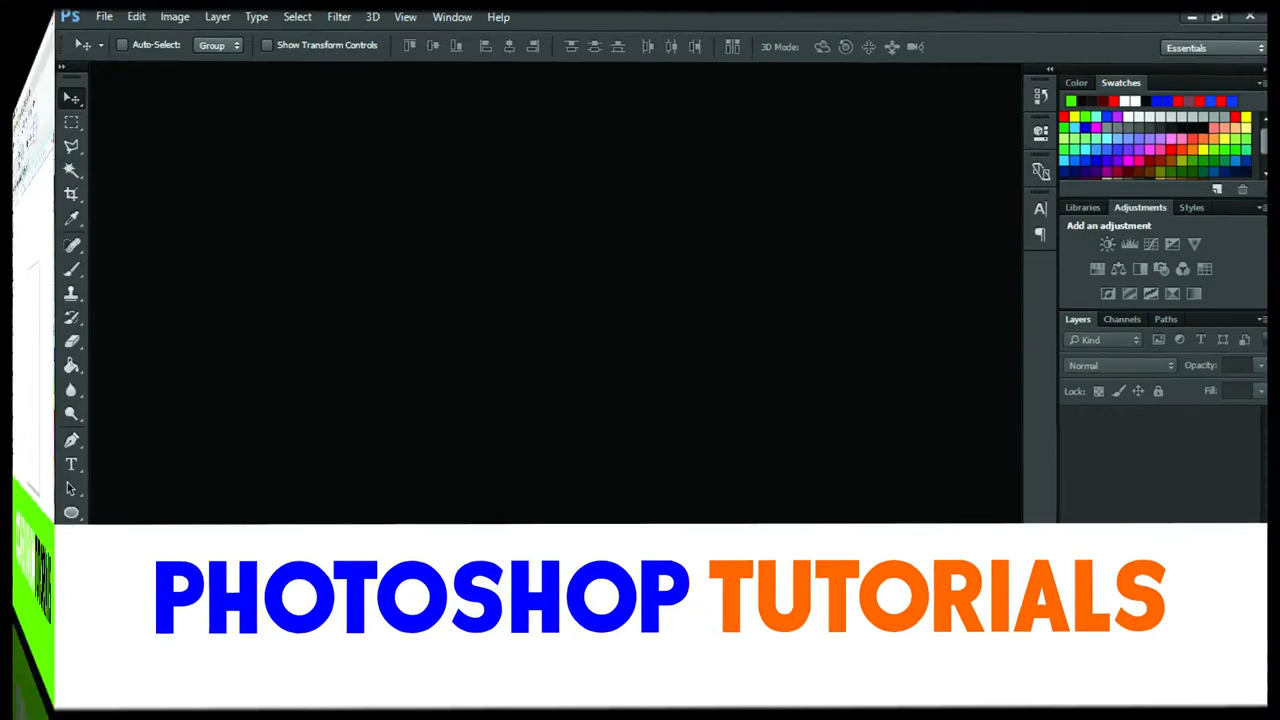 Ps File Edit Image Layer Type Select Filter 3D View Window Help
Auto-Select: Group Show Transform Controls 3D Mode: Essentials
Color Swatches
Libraries Adjustments Styles
Add an adjustment
Layers Channels Paths
Kind
Normal Opacity:
Lock: Fill:
PHOTOSHOP TUTORIALS